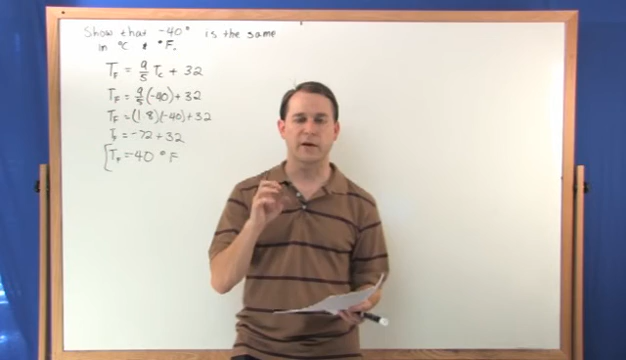 Show that -40° is the same
in °C & °F.
T_F = 9/5 T_C + 32
T_F = 9/5 (-40) + 32
T_F = (1.8)(-40) + 32
T_F = -72 + 32
T_F = -40 °F